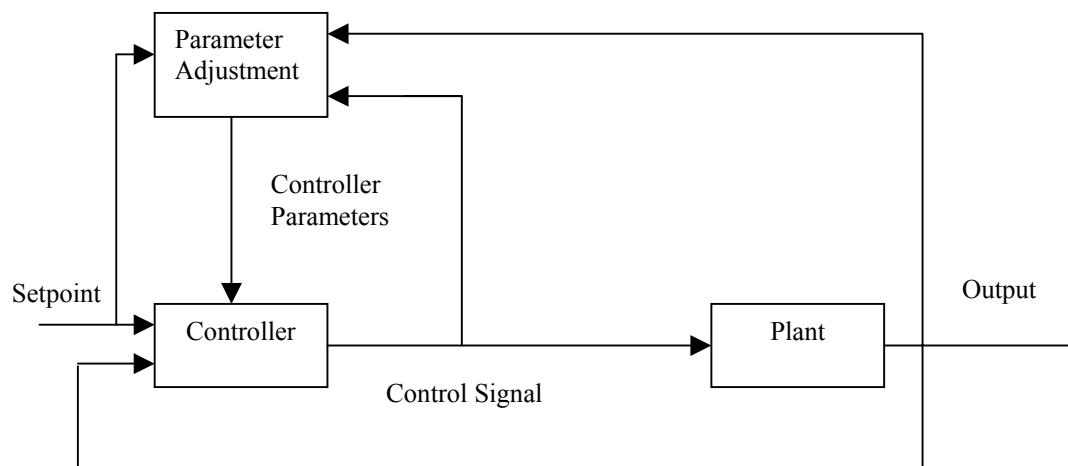 Parameter
Adjustment
Controller
Parameters
Setpoint
Output
Controller
Plant
Control Signal